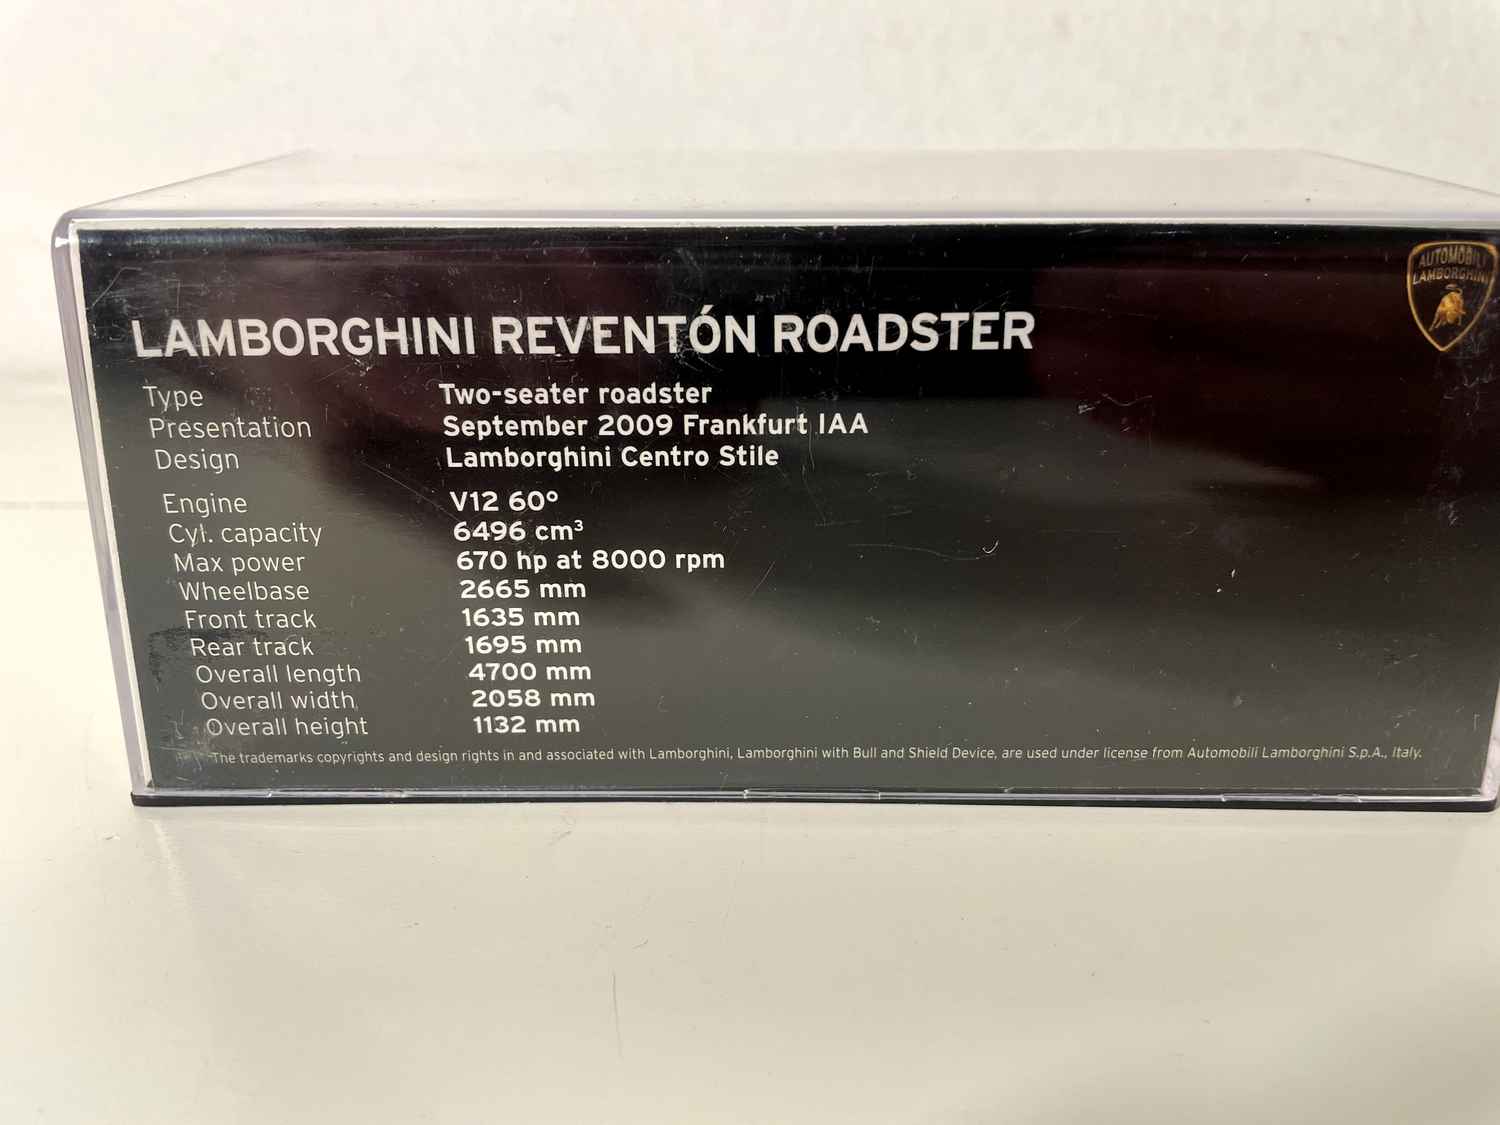 AUTOMOBILI
LAMBORGHINI
LAMBORGHINI REVENTÓN ROADSTER
Type Two-seater roadster
Presentation September 2009 Frankfurt IAA
Design Lamborghini Centro Stile
Engine V12 60°
Cyl. capacity 6496 cm³
Max power 670 hp at 8000 rpm
Wheelbase 2665 mm
Front track 1635 mm
Rear track 1695 mm
Overall length 4700 mm
Overall width 2058 mm
Overall height 1132 mm
The trademarks copyrights and design rights in and associated with Lamborghini, Lamborghini with Bull and Shield Device, are used under license from Automobili Lamborghini S.p.A., Italy.